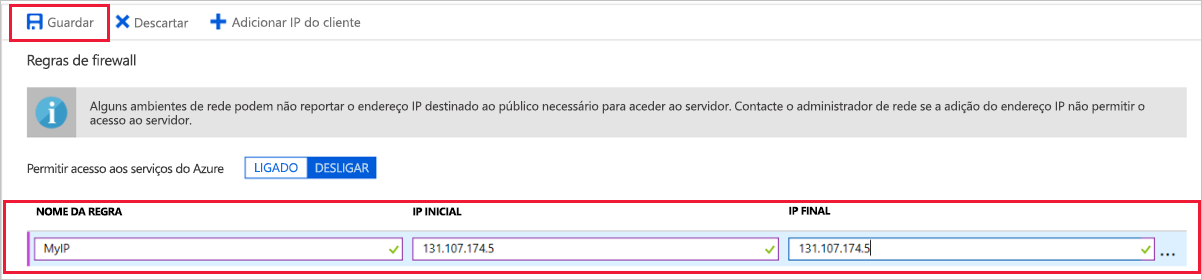 Guardar Descartar Adicionar IP do cliente
Regras de firewall
Alguns ambientes de rede podem não reportar o endereço IP destinado ao público necessário para aceder ao servidor. Contacte o administrador de rede se a adição do endereço IP não permitir o
acesso ao servidor.
Permitir acesso aos serviços do Azure LIGADO DESLIGAR
NOME DA REGRA IP INICIAL IP FINAL
MyIP 131.107.174.5 131.107.174.5 ...